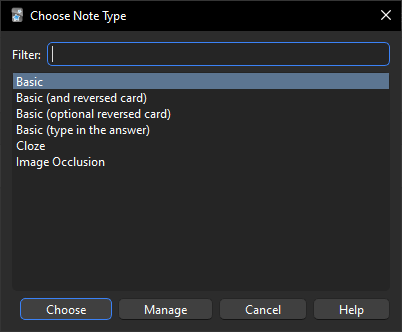 Choose Note Type
Filter:
Basic
Basic (and reversed card)
Basic (optional reversed card)
Basic (type in the answer)
Cloze
Image Occlusion
Choose Manage Cancel Help